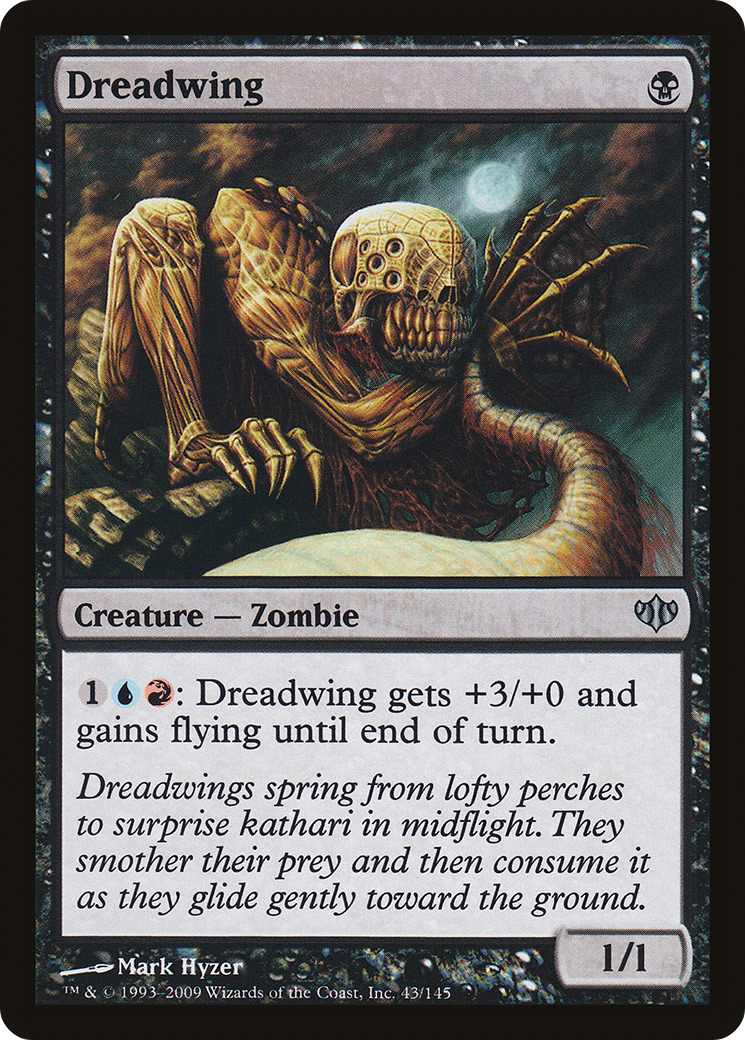 Dreadwing
Creature — Zombie
1: Dreadwing gets +3/+0 and
gains flying until end of turn.
Dreadwings spring from lofty perches
to surprise kathari in midflight. They
smother their prey and then consume it
as they glide gently toward the ground.
1/1
Mark Hyzer
™ & © 1993–2009 Wizards of the Coast, Inc. 43/145